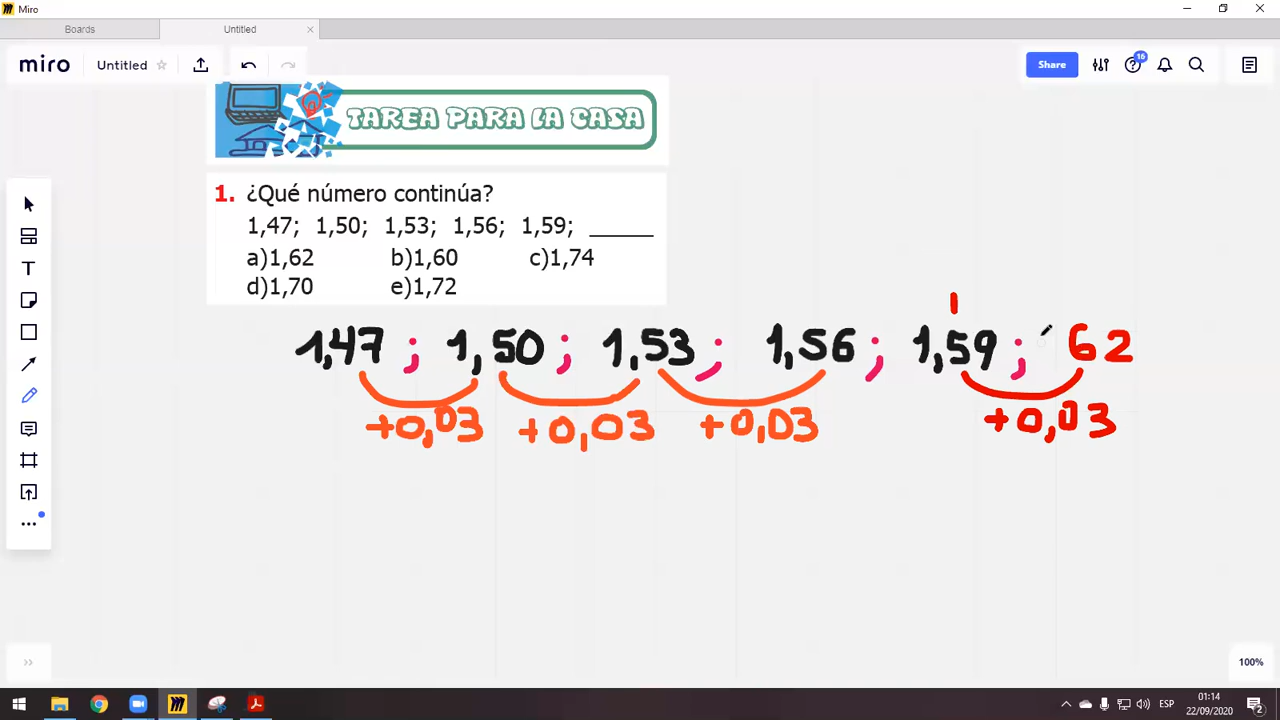 Miro
Boards
Untitled
miro
Untitled
Share
16
TAREA PARA LA CASA
1. ¿Qué número continúa?
1,47; 1,50; 1,53; 1,56; 1,59; _____
a)1,62 b)1,60 c)1,74
d)1,70 e)1,72
1
1,47 ; 1,50 ; 1,53 ; 1,56 ; 1,59 ; 62
+0,03 +0,03 +0,03 +0,03
T
100%
01:14
ESP
22/09/2020
2